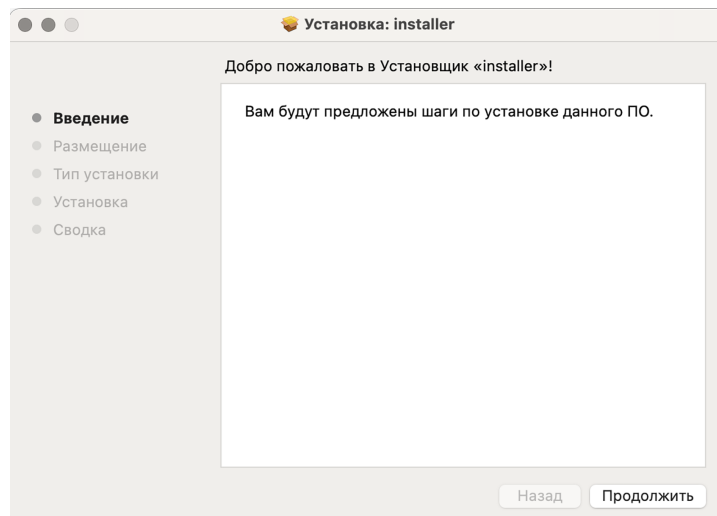 Установка: installer
Добро пожаловать в Установщик «installer»!
Введение
Размещение
Тип установки
Установка
Сводка
Вам будут предложены шаги по установке данного ПО.
Назад
Продолжить